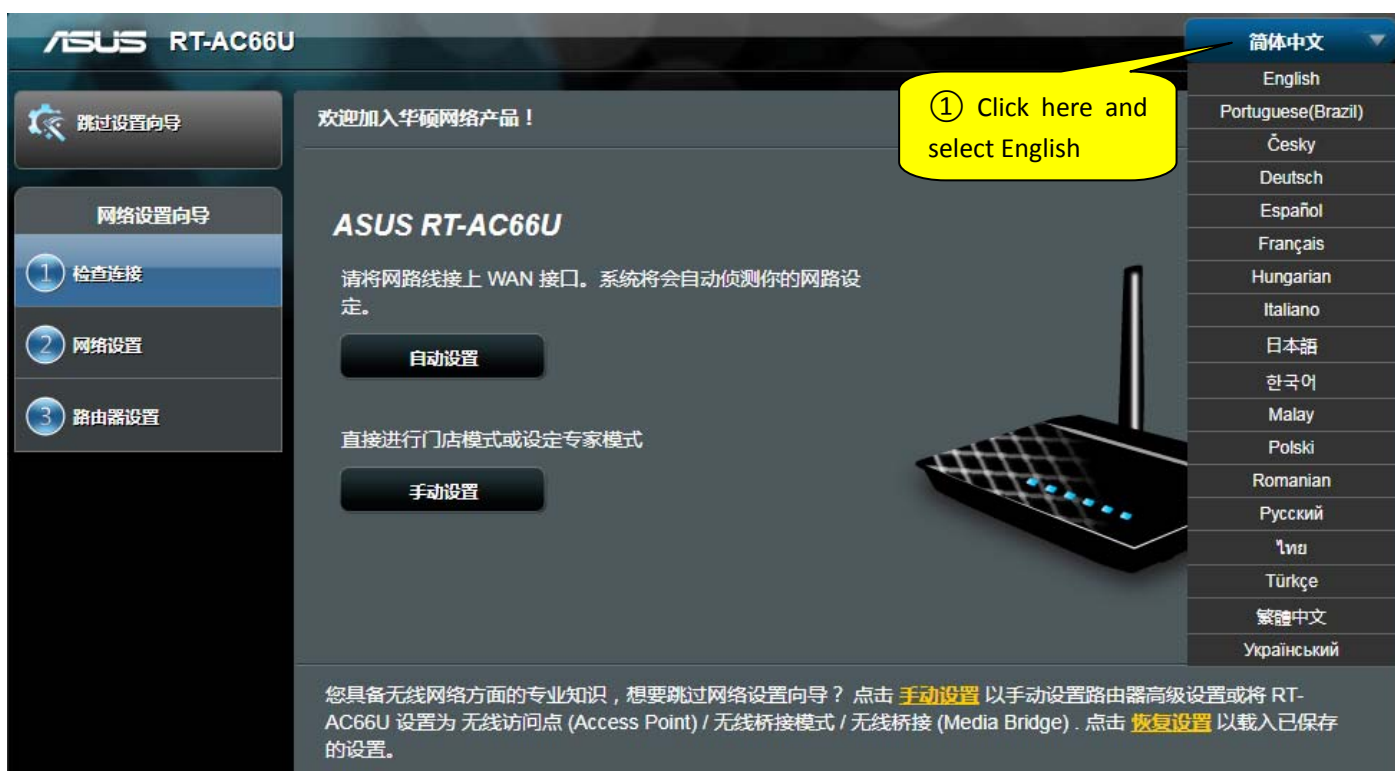 ASUS RT-AC66U
简体中文
English
Portuguese(Brazil)
Česky
Deutsch
Español
Français
Hungarian
Italiano
日本語
한국어
Malay
Polski
Romanian
Русский
ไทย
Türkçe
繁體中文
Український
① Click here and
select English
跳过设置向导
网络设置向导
1 检查连接
2 网络设置
3 路由器设置
欢迎加入华硕网络产品！
ASUS RT-AC66U
请将网路线接上 WAN 接口。系统将会自动侦测你的网路设
定。
自动设置
直接进行门店模式或设定专家模式
手动设置
您具备无线网络方面的专业知识，想要跳过网络设置向导？ 点击 手动设置 以手动设置路由器高级设置或将 RT-
AC66U 设置为 无线访问点 (Access Point) / 无线桥接模式 / 无线桥接 (Media Bridge) . 点击 恢复设置 以载入已保存
的设置。